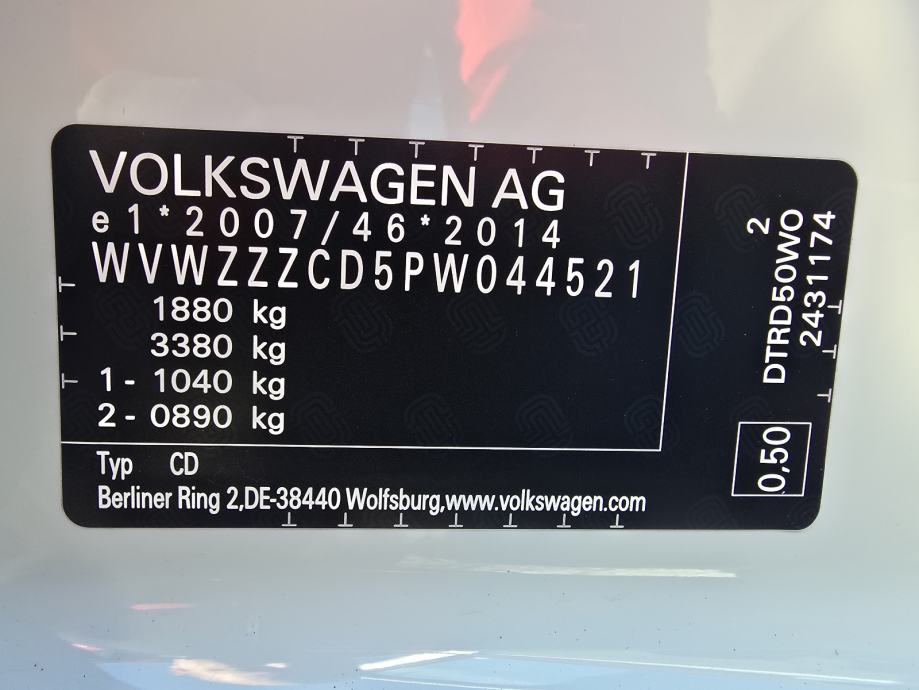 VOLKSWAGEN AG
e1*2007/46*2014
WVWZZZCD5PW044521
1880 kg
3380 kg
1- 1040 kg
2- 0890 kg
Typ CD
Berliner Ring 2,DE-38440 Wolfsburg,www.volkswagen.com
2
DTRD50WO
2431174
0,50